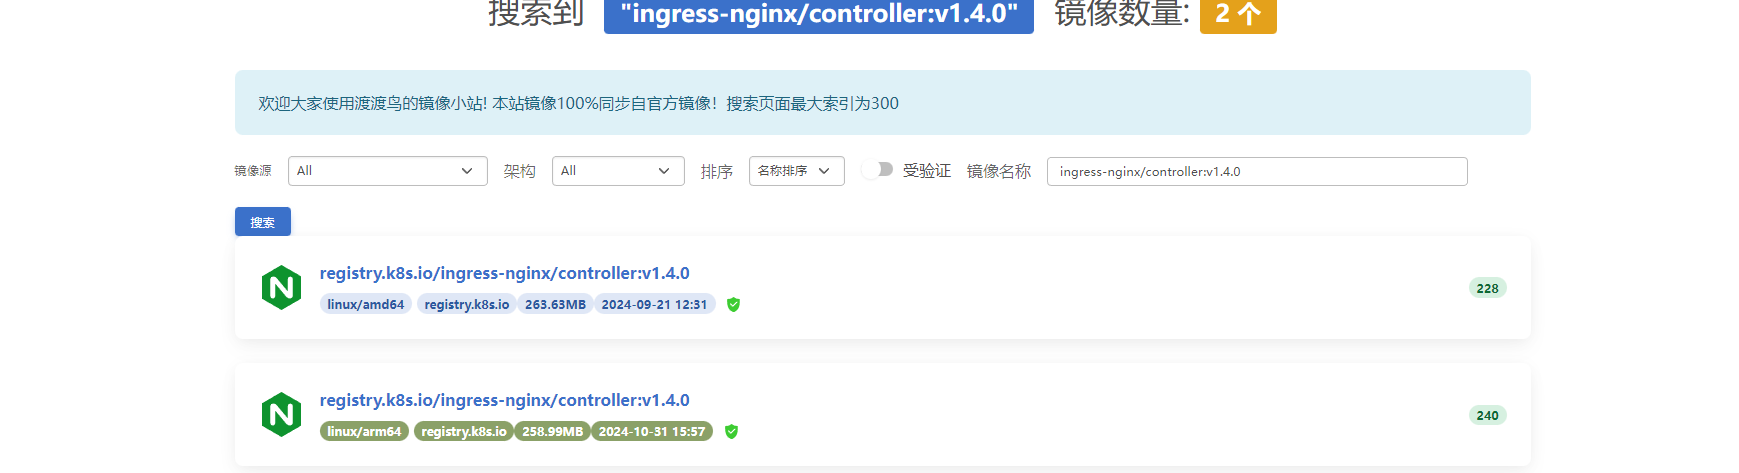 搜索到 "ingress-nginx/controller:v1.4.0" 镜像数量: 2 个
欢迎大家使用渡渡鸟的镜像小站! 本站镜像100%同步自官方镜像！搜索页面最大索引为300
镜像源 All 架构 All 排序 名称排序 受验证 镜像名称 ingress-nginx/controller:v1.4.0
搜索
registry.k8s.io/ingress-nginx/controller:v1.4.0
linux/amd64 registry.k8s.io 263.63MB 2024-09-21 12:31
228
registry.k8s.io/ingress-nginx/controller:v1.4.0
linux/arm64 registry.k8s.io 258.99MB 2024-10-31 15:57
240